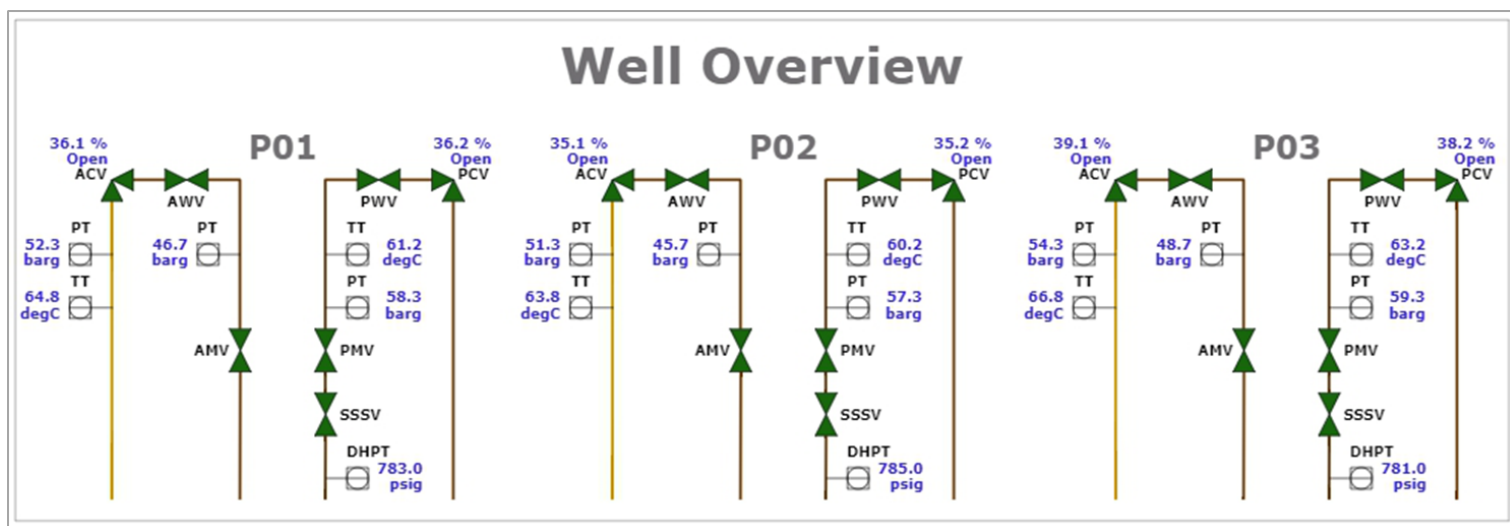 Well Overview
36.1 %
Open
ACV
P01
36.2 %
Open
PCV
AWV
PWV
PT
52.3
barg
PT
46.7
barg
TT
61.2
degC
TT
64.8
degC
PT
58.3
barg
AMV
PMV
SSSV
DHPT
783.0
psig
35.1 %
Open
ACV
P02
35.2 %
Open
PCV
AWV
PWV
PT
51.3
barg
PT
45.7
barg
TT
60.2
degC
TT
63.8
degC
PT
57.3
barg
AMV
PMV
SSSV
DHPT
785.0
psig
39.1 %
Open
ACV
P03
38.2 %
Open
PCV
AWV
PWV
PT
54.3
barg
PT
48.7
barg
TT
63.2
degC
TT
66.8
degC
PT
59.3
barg
AMV
PMV
SSSV
DHPT
781.0
psig